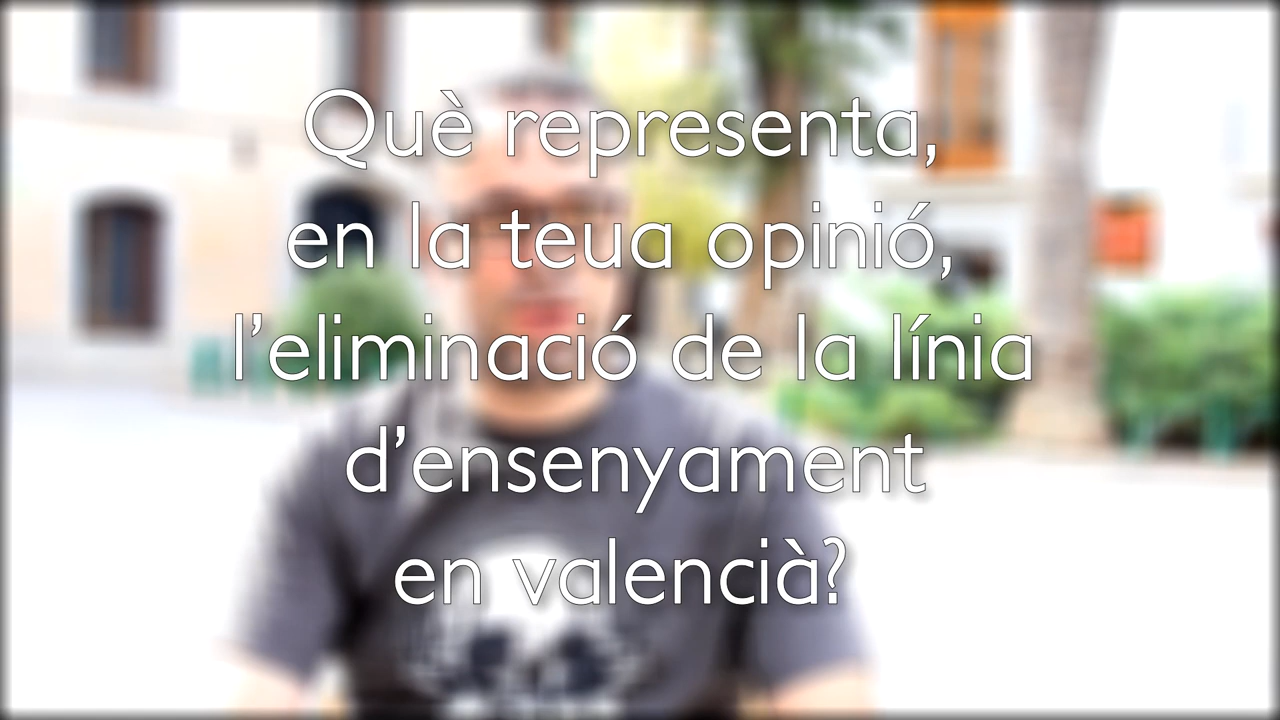 Què representa,
en la teua opinió,
l’eliminació de la línia
d’ensenyament
en valencià?